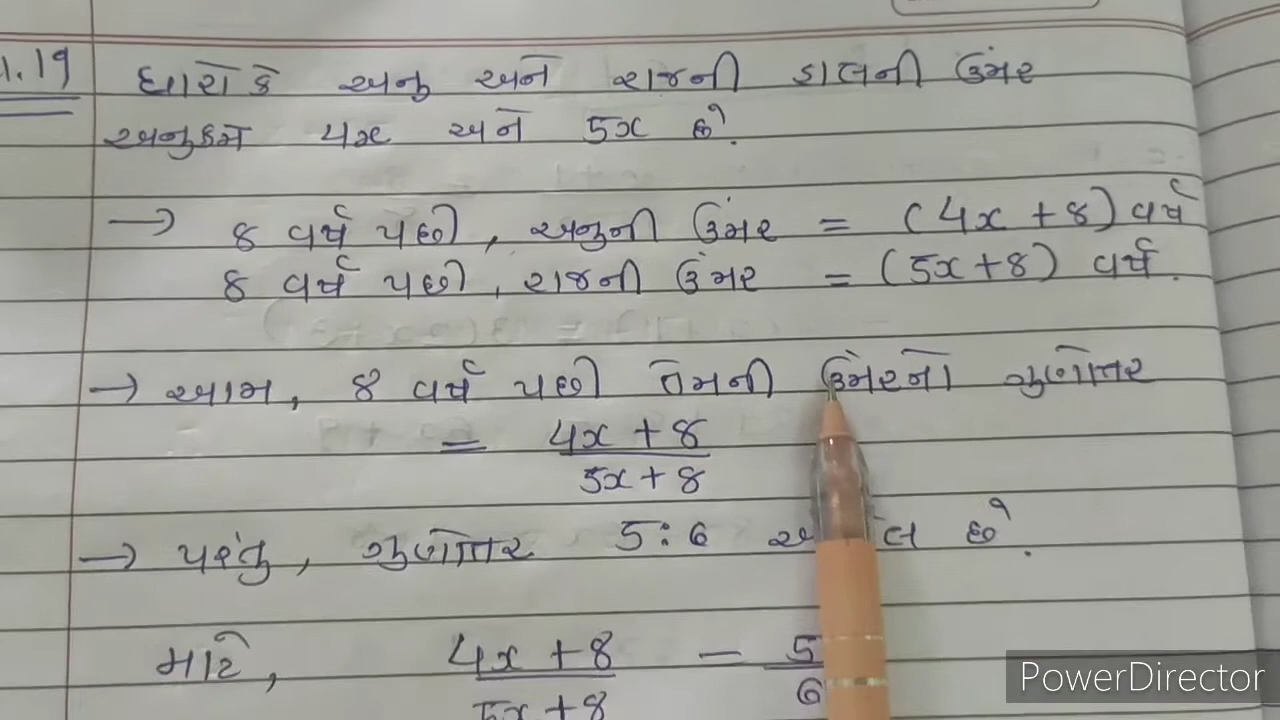 1.19 ધારો કે અનુ અને રાજની હાલની ઉંમર
અનુક્રમે 4x અને 5x છે.
→ 8 વર્ષ પછી, અનુની ઉંમર = (4x + 8) વર્ષ
8 વર્ષ પછી, રાજની ઉંમર = (5x + 8) વર્ષ.
→ આમ, 8 વર્ષ પછી તેમની ઉંમરનો ગુણોત્તર
= 4x + 8
5x + 8
→ પરંતુ, ગુણોત્તર 5:6 છે.
માટે, 4x + 8 = 5
5x + 8 6
PowerDirector